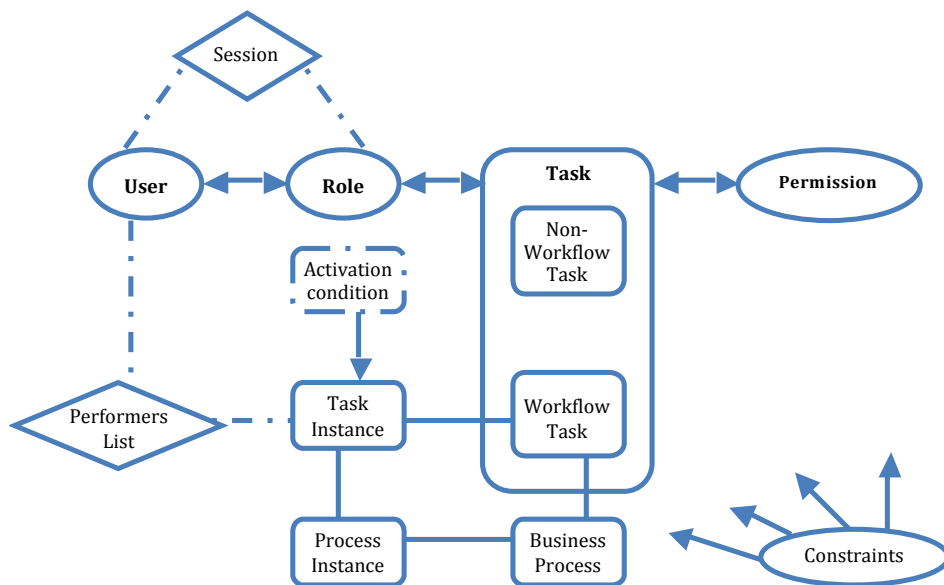 Session
User
Role
Task
Permission
Non-
Workflow
Task
Activation
condition
Performers
List
Task
Instance
Workflow
Task
Process
Instance
Business
Process
Constraints